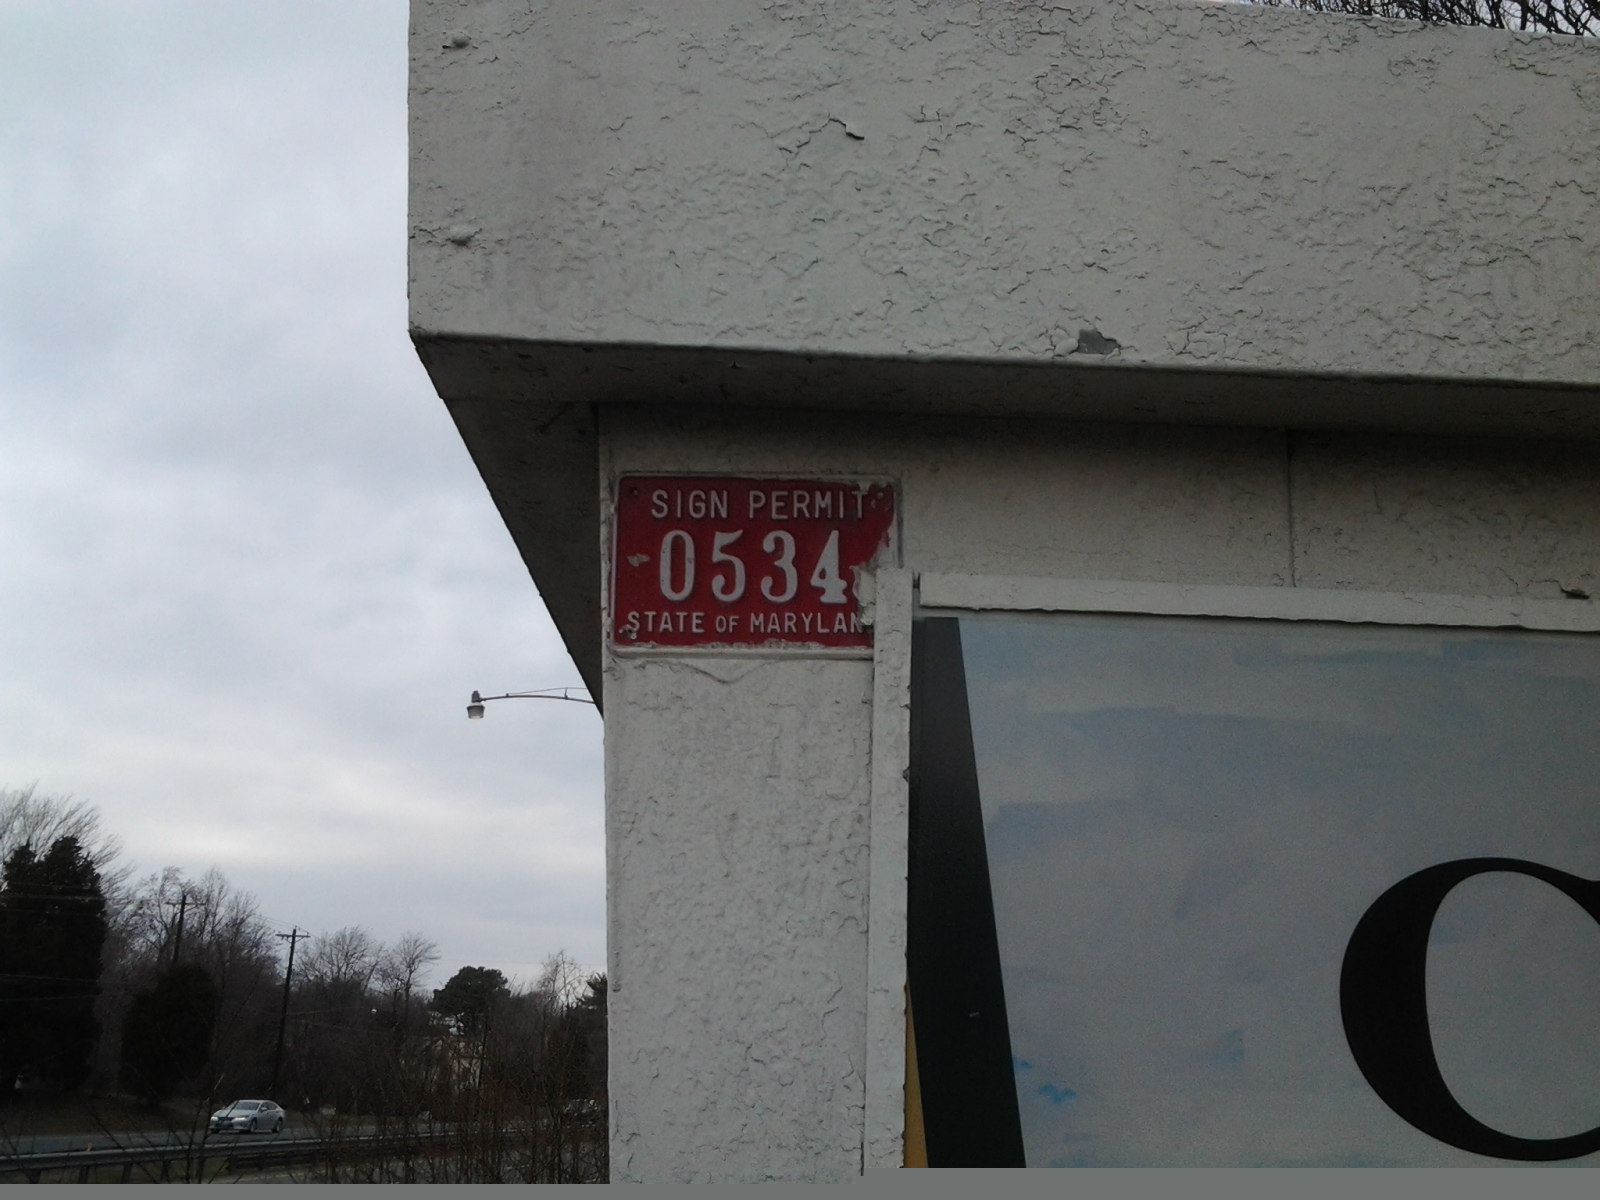 SIGN PERMIT
0534
STATE OF MARYLAN
C